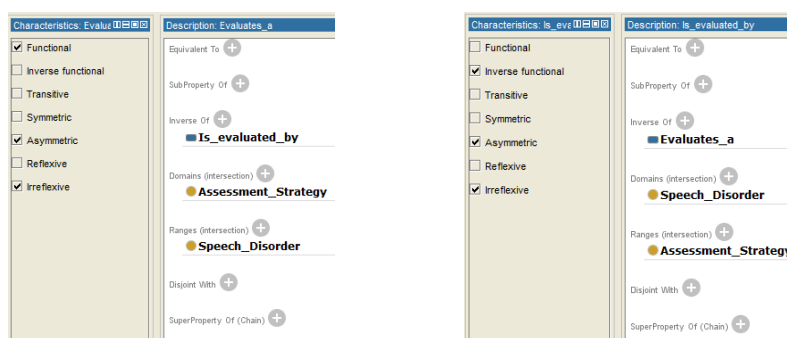 Characteristics: Evalua
Functional
Inverse functional
Transitive
Symmetric
Asymmetric
Reflexive
Irreflexive
Description: Evaluates_a
Equivalent To
SubProperty Of
Inverse Of
Is_evaluated_by
Domains (intersection)
Assessment_Strategy
Ranges (intersection)
Speech_Disorder
Disjoint With
SuperProperty Of (Chain)
Characteristics: Is_eva
Functional
Inverse functional
Transitive
Symmetric
Asymmetric
Reflexive
Irreflexive
Description: Is_evaluated_by
Equivalent To
SubProperty Of
Inverse Of
Evaluates_a
Domains (intersection)
Speech_Disorder
Ranges (intersection)
Assessment_Strategy
Disjoint With
SuperProperty Of (Chain)